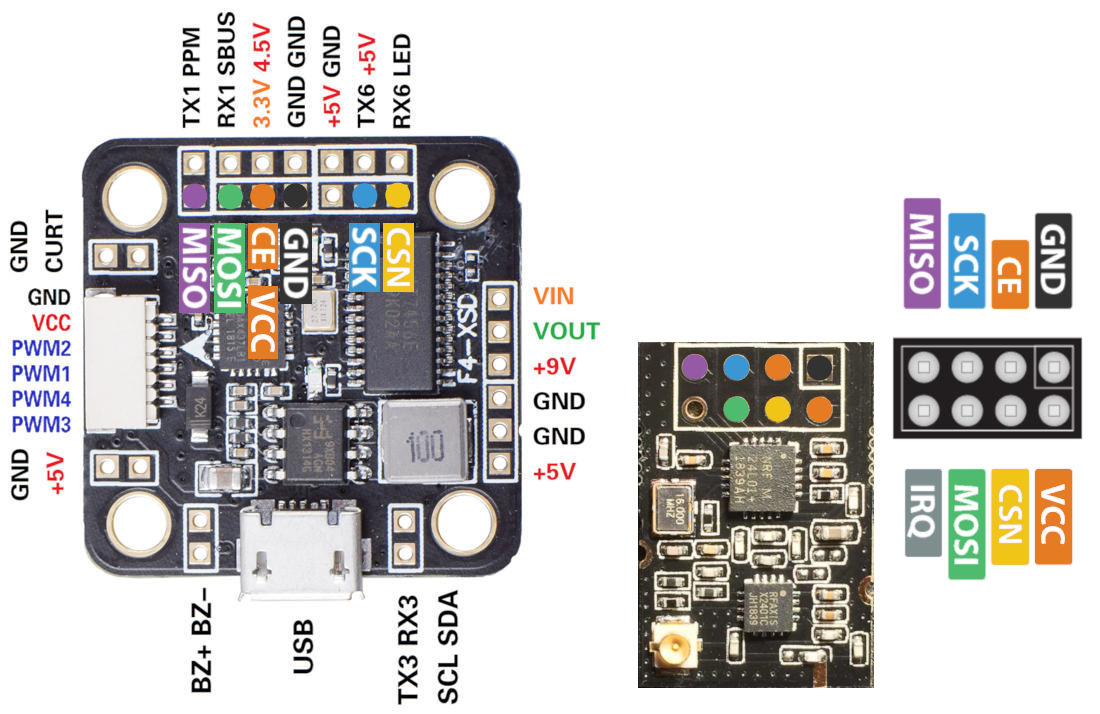 TX1 PPM
RX1 SBUS
3.3V 4.5V
GND GND
+5V GND
TX6 +5V
RX6 LED
GND
CURT
GND
VCC
PWM2
PWM1
PWM4
PWM3
GND
+5V
MISO
MOSI
CE
VCC
GND
SCK
CSN
F4-XSD
K24
100
VIN
VOUT
+9V
GND
GND
+5V
BZ+ BZ-
USB
TX3 RX3
SCL SDA
16.000
MHZ
NRF M
24L01+
RFAXIS
X2401C
JH1839
MISO
SCK
CE
GND
IRQ
MOSI
CSN
VCC